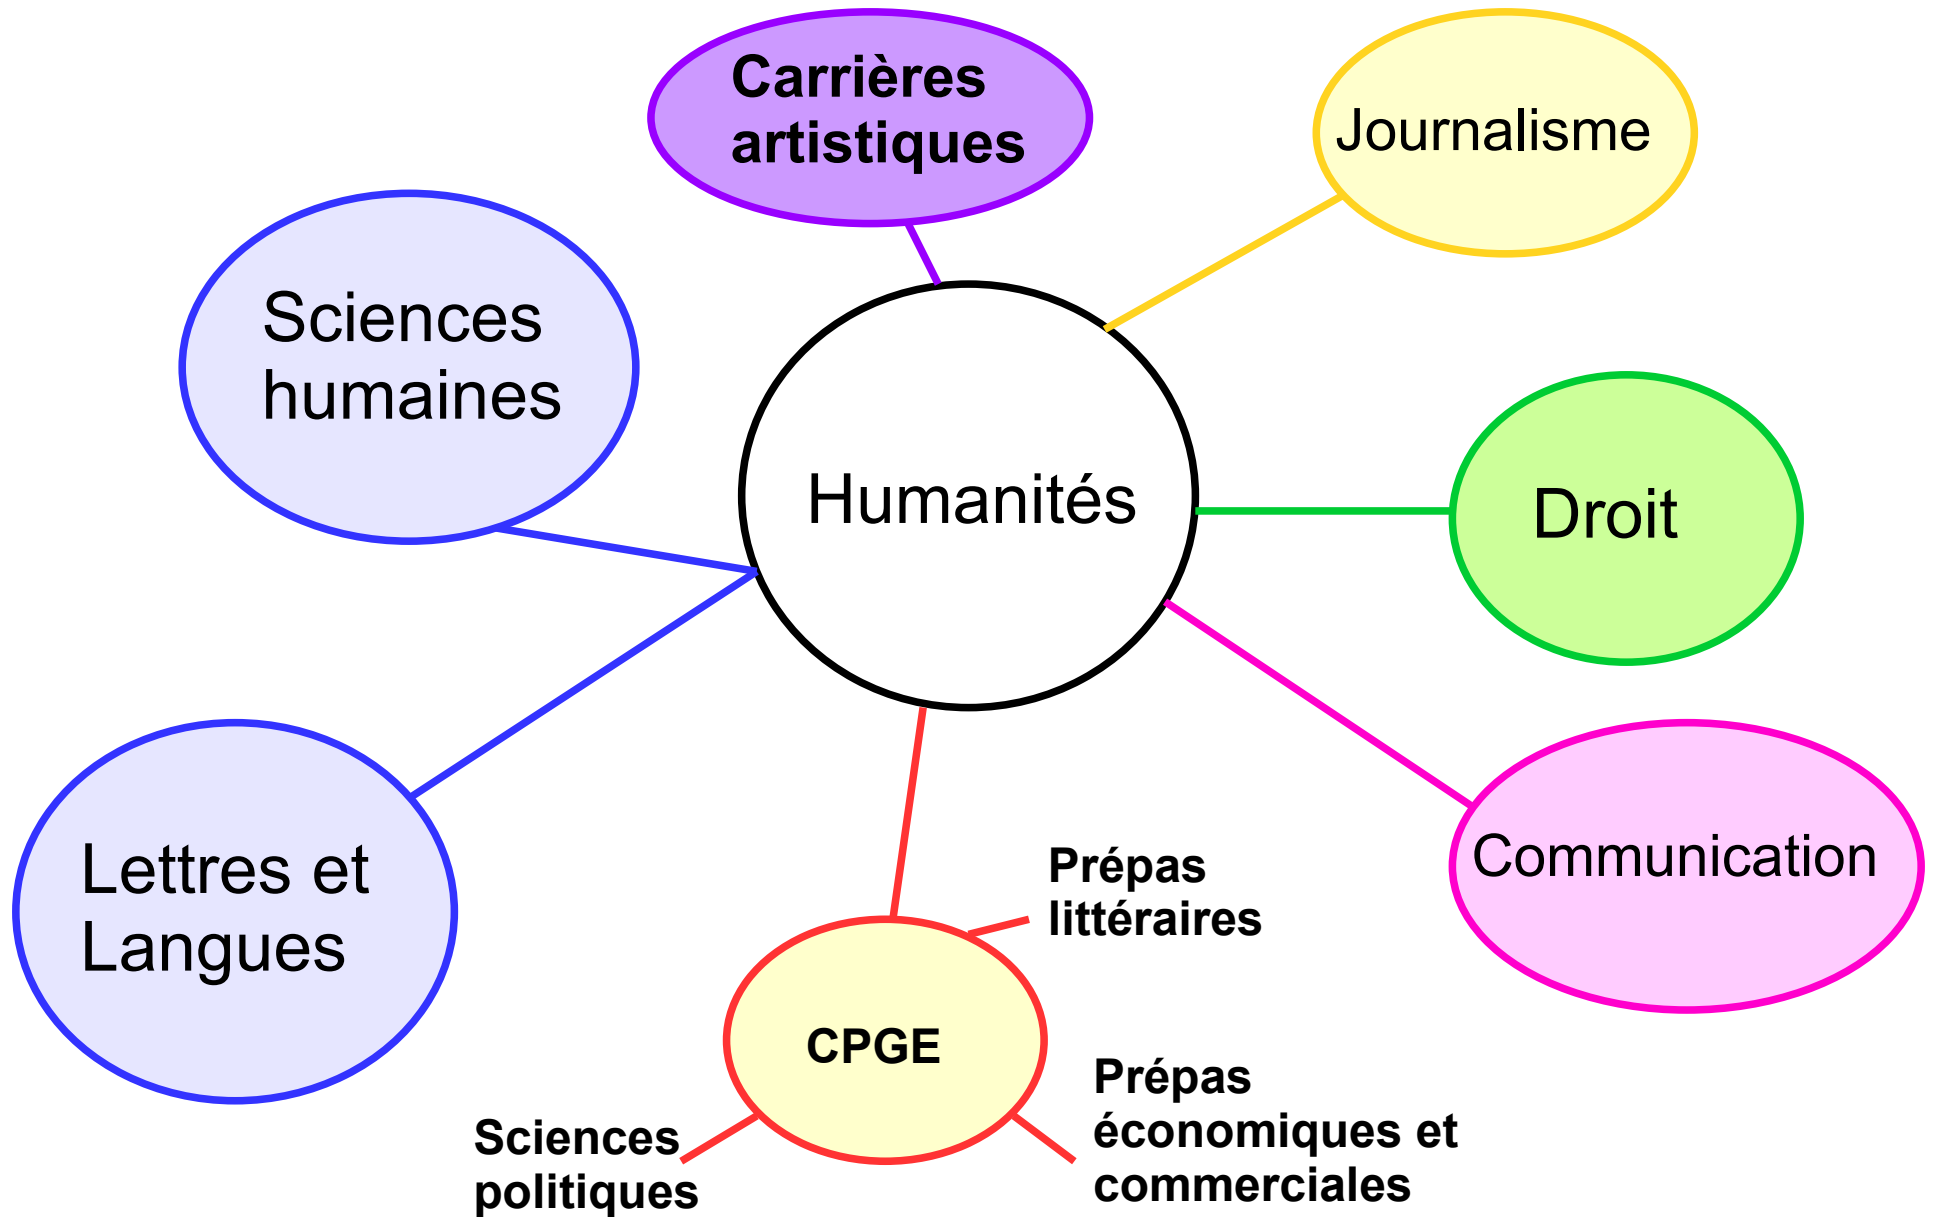 Carrières
artistiques
Journalisme
Sciences
humaines
Humanités
Droit
Lettres et
Langues
Communication
Prépas
littéraires
CPGE
Prépas
économiques et
commerciales
Sciences
politiques